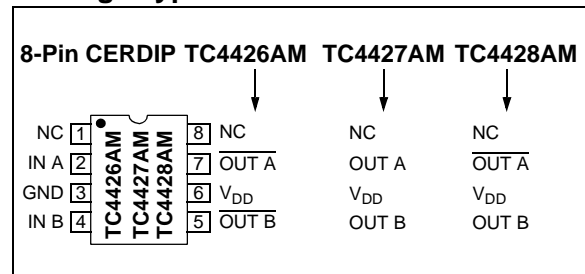 8-Pin CERDIP TC4426AM TC4427AM TC4428AM
NC 1 8 NC NC NC
IN A 2 7 OUT A OUT A OUT A
GND 3 6 VDD VDD VDD
IN B 4 5 OUT B OUT B OUT B
TC4426AM
TC4427AM
TC4428AM